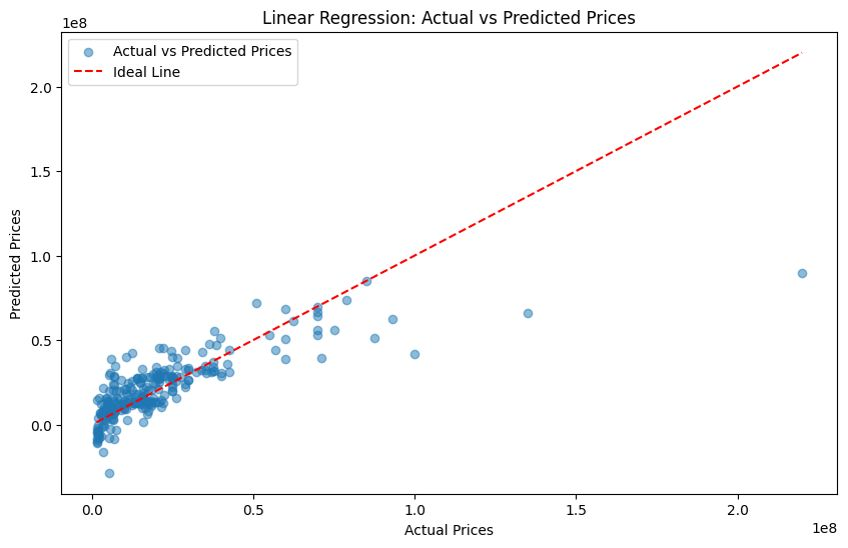 Linear Regression: Actual vs Predicted Prices
1e8
Actual vs Predicted Prices
Ideal Line
2.0
1.5
1.0
0.5
0.0
Predicted Prices
0.0 0.5 1.0 1.5 2.0
1e8
Actual Prices